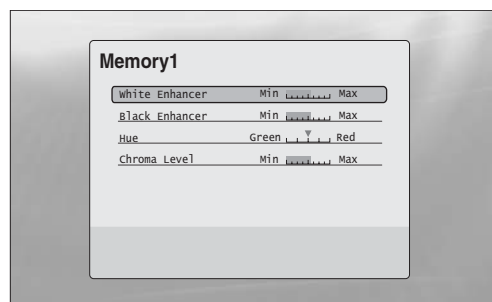 Memory1
White Enhancer Min Max
Black Enhancer Min Max
Hue Green Red
Chroma Level Min Max